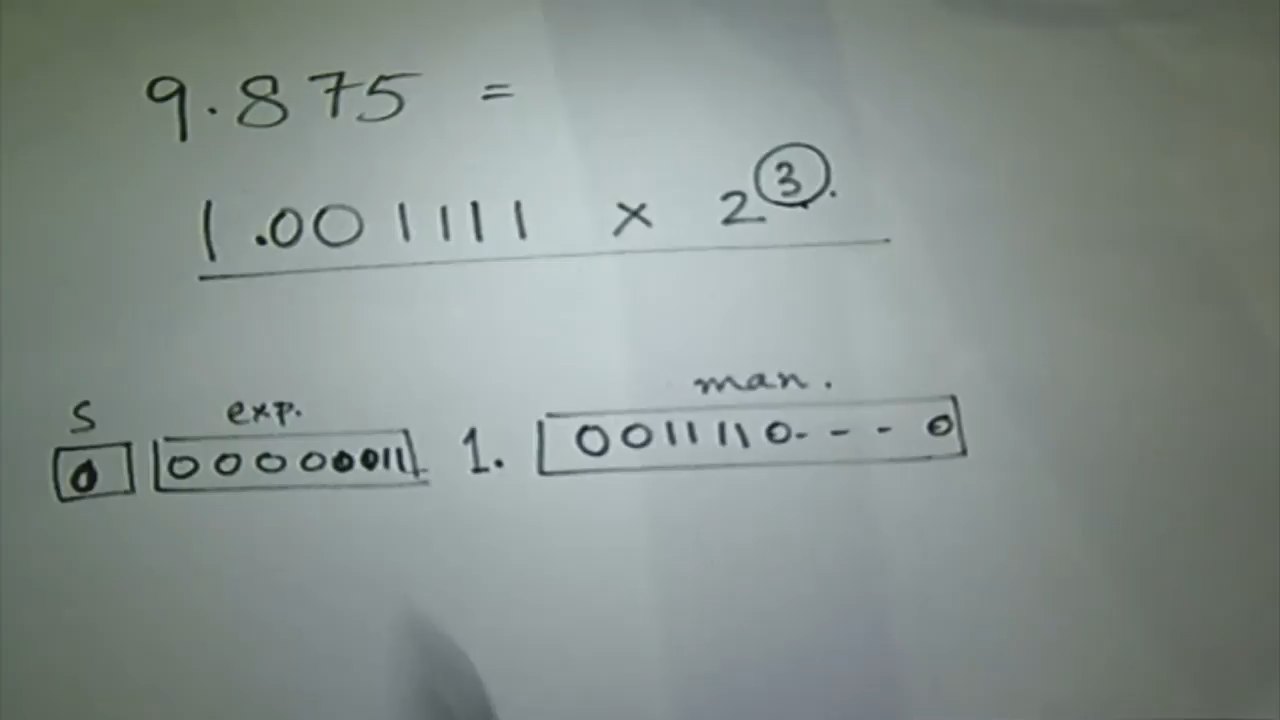 9.875 =
1.001111 × 2^3.
S exp. man.
0 00000011 1. 0011110--- 0